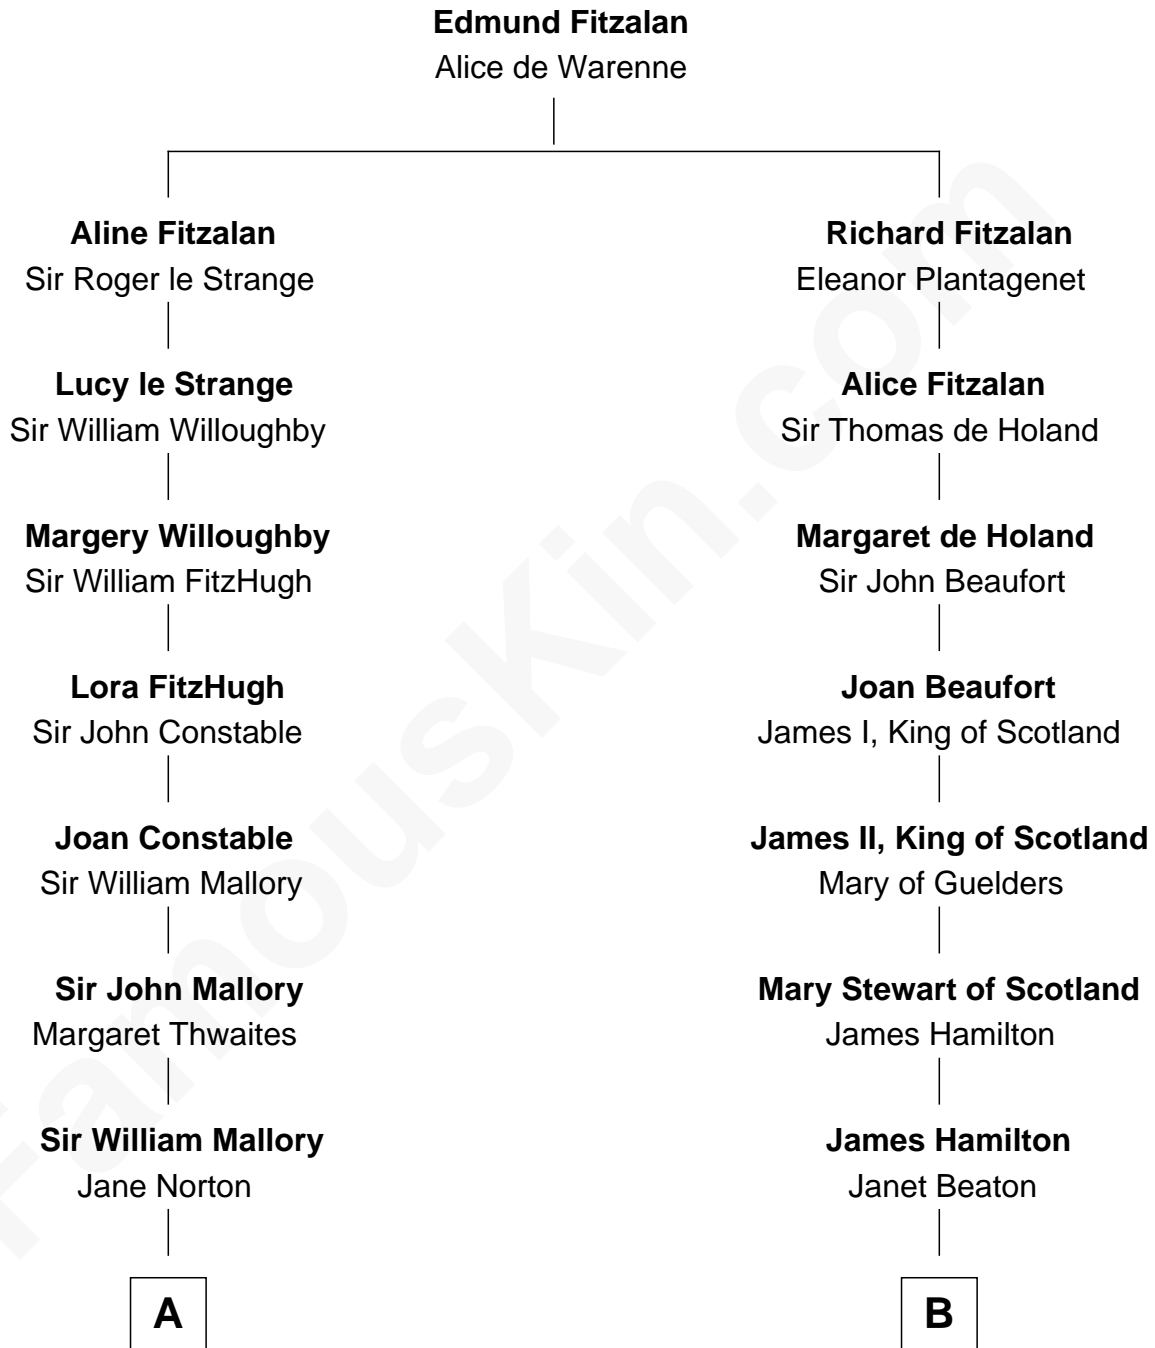 Edmund Fitzalan
Alice de Warenne
Aline Fitzalan
Sir Roger le Strange
Richard Fitzalan
Eleanor Plantagenet
Lucy le Strange
Sir William Willoughby
Alice Fitzalan
Sir Thomas de Holand
Margery Willoughby
Sir William FitzHugh
Margaret de Holand
Sir John Beaufort
Lora FitzHugh
Sir John Constable
Joan Beaufort
James I, King of Scotland
Joan Constable
Sir William Mallory
James II, King of Scotland
Mary of Guelders
Sir John Mallory
Margaret Thwaites
Mary Stewart of Scotland
James Hamilton
Sir William Mallory
Jane Norton
James Hamilton
Janet Beaton
A
B
FamousKin.com